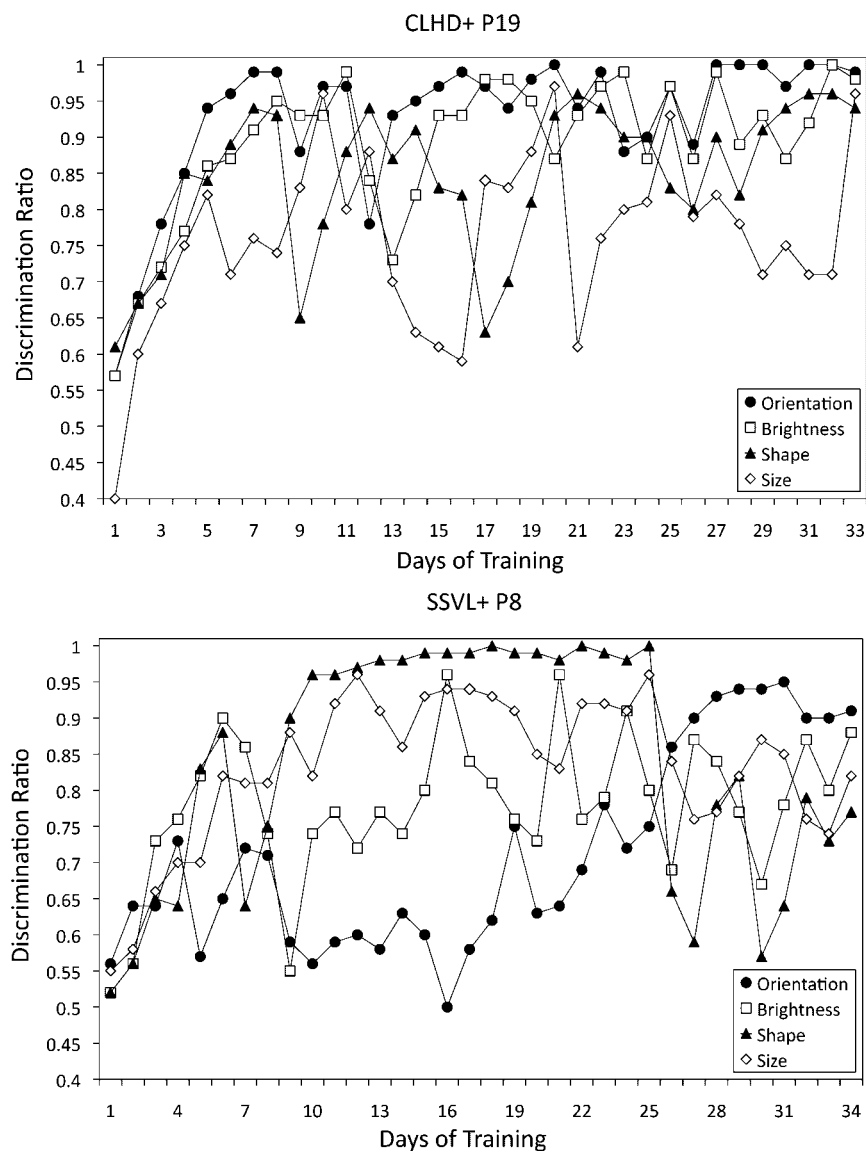 CLHD+ P19
1
0.95
0.9
0.85
0.8
0.75
0.7
0.65
0.6
0.55
0.5
0.45
0.4
Discrimination Ratio
Orientation
Brightness
Shape
Size
1 3 5 7 9 11 13 15 17 19 21 23 25 27 29 31 33
Days of Training
SSVL+ P8
1
0.95
0.9
0.85
0.8
0.75
0.7
0.65
0.6
0.55
0.5
0.45
0.4
Discrimination Ratio
Orientation
Brightness
Shape
Size
1 4 7 10 13 16 19 22 25 28 31 34
Days of Training